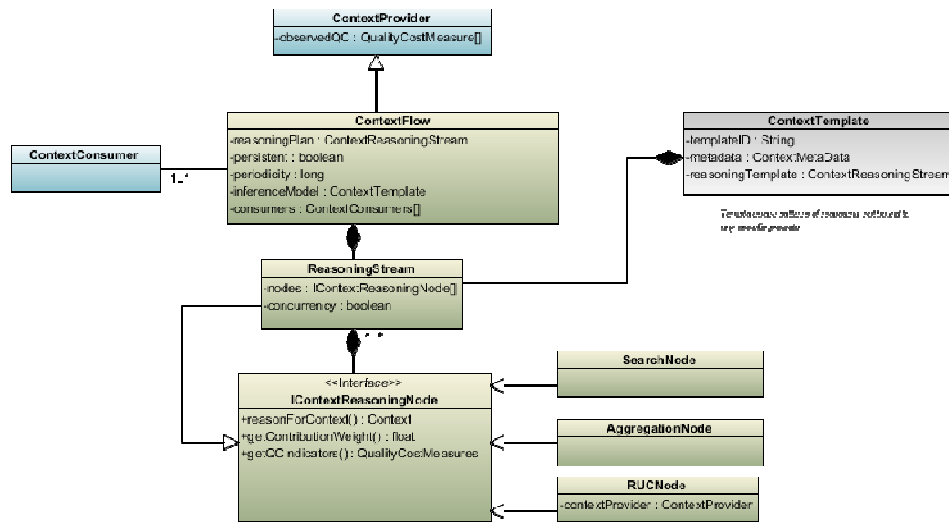 ContextProvider
-observedQC : QualityCostMeasure[]
ContextFlow
-reasoningPlan : ContextReasoningStream
-persistent : boolean
-periodicity : long
-inferenceModel : ContextTemplate
-consumers : ContextConsumers[]
ContextConsumer
1..*
ContextTemplate
-templateID : String
-metadata : ContextMetaData
-reasoningTemplate : ContextReasoningStream
ReasoningStream
-nodes : IContextReasoningNode[]
-concurrency : boolean
<<Interface>>
IContextReasoningNode
+reasonForContext() : Context
+getContributionWeight() : float
+getQCIndicators() : QualityCostMeasures
SearchNode
AggregationNode
RUCNode
-contextProvider : ContextProvider